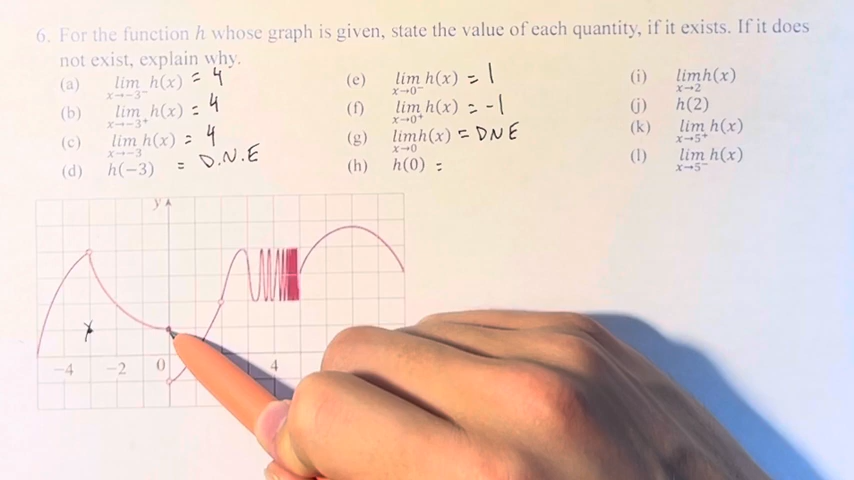 6. For the function h whose graph is given, state the value of each quantity, if it exists. If it does
not exist, explain why.
(a) lim x→−3⁻ h(x) = 4
(b) lim x→−3⁺ h(x) = 4
(c) lim x→−3 h(x) = 4
(d) h(−3) = D.N.E
(e) lim x→0⁻ h(x) = 1
(f) lim x→0⁺ h(x) = -1
(g) lim x→0 h(x) = DNE
(h) h(0) =
(i) lim x→2 h(x)
(j) h(2)
(k) lim x→5⁺ h(x)
(l) lim x→5⁻ h(x)
y
−4 −2 0 4